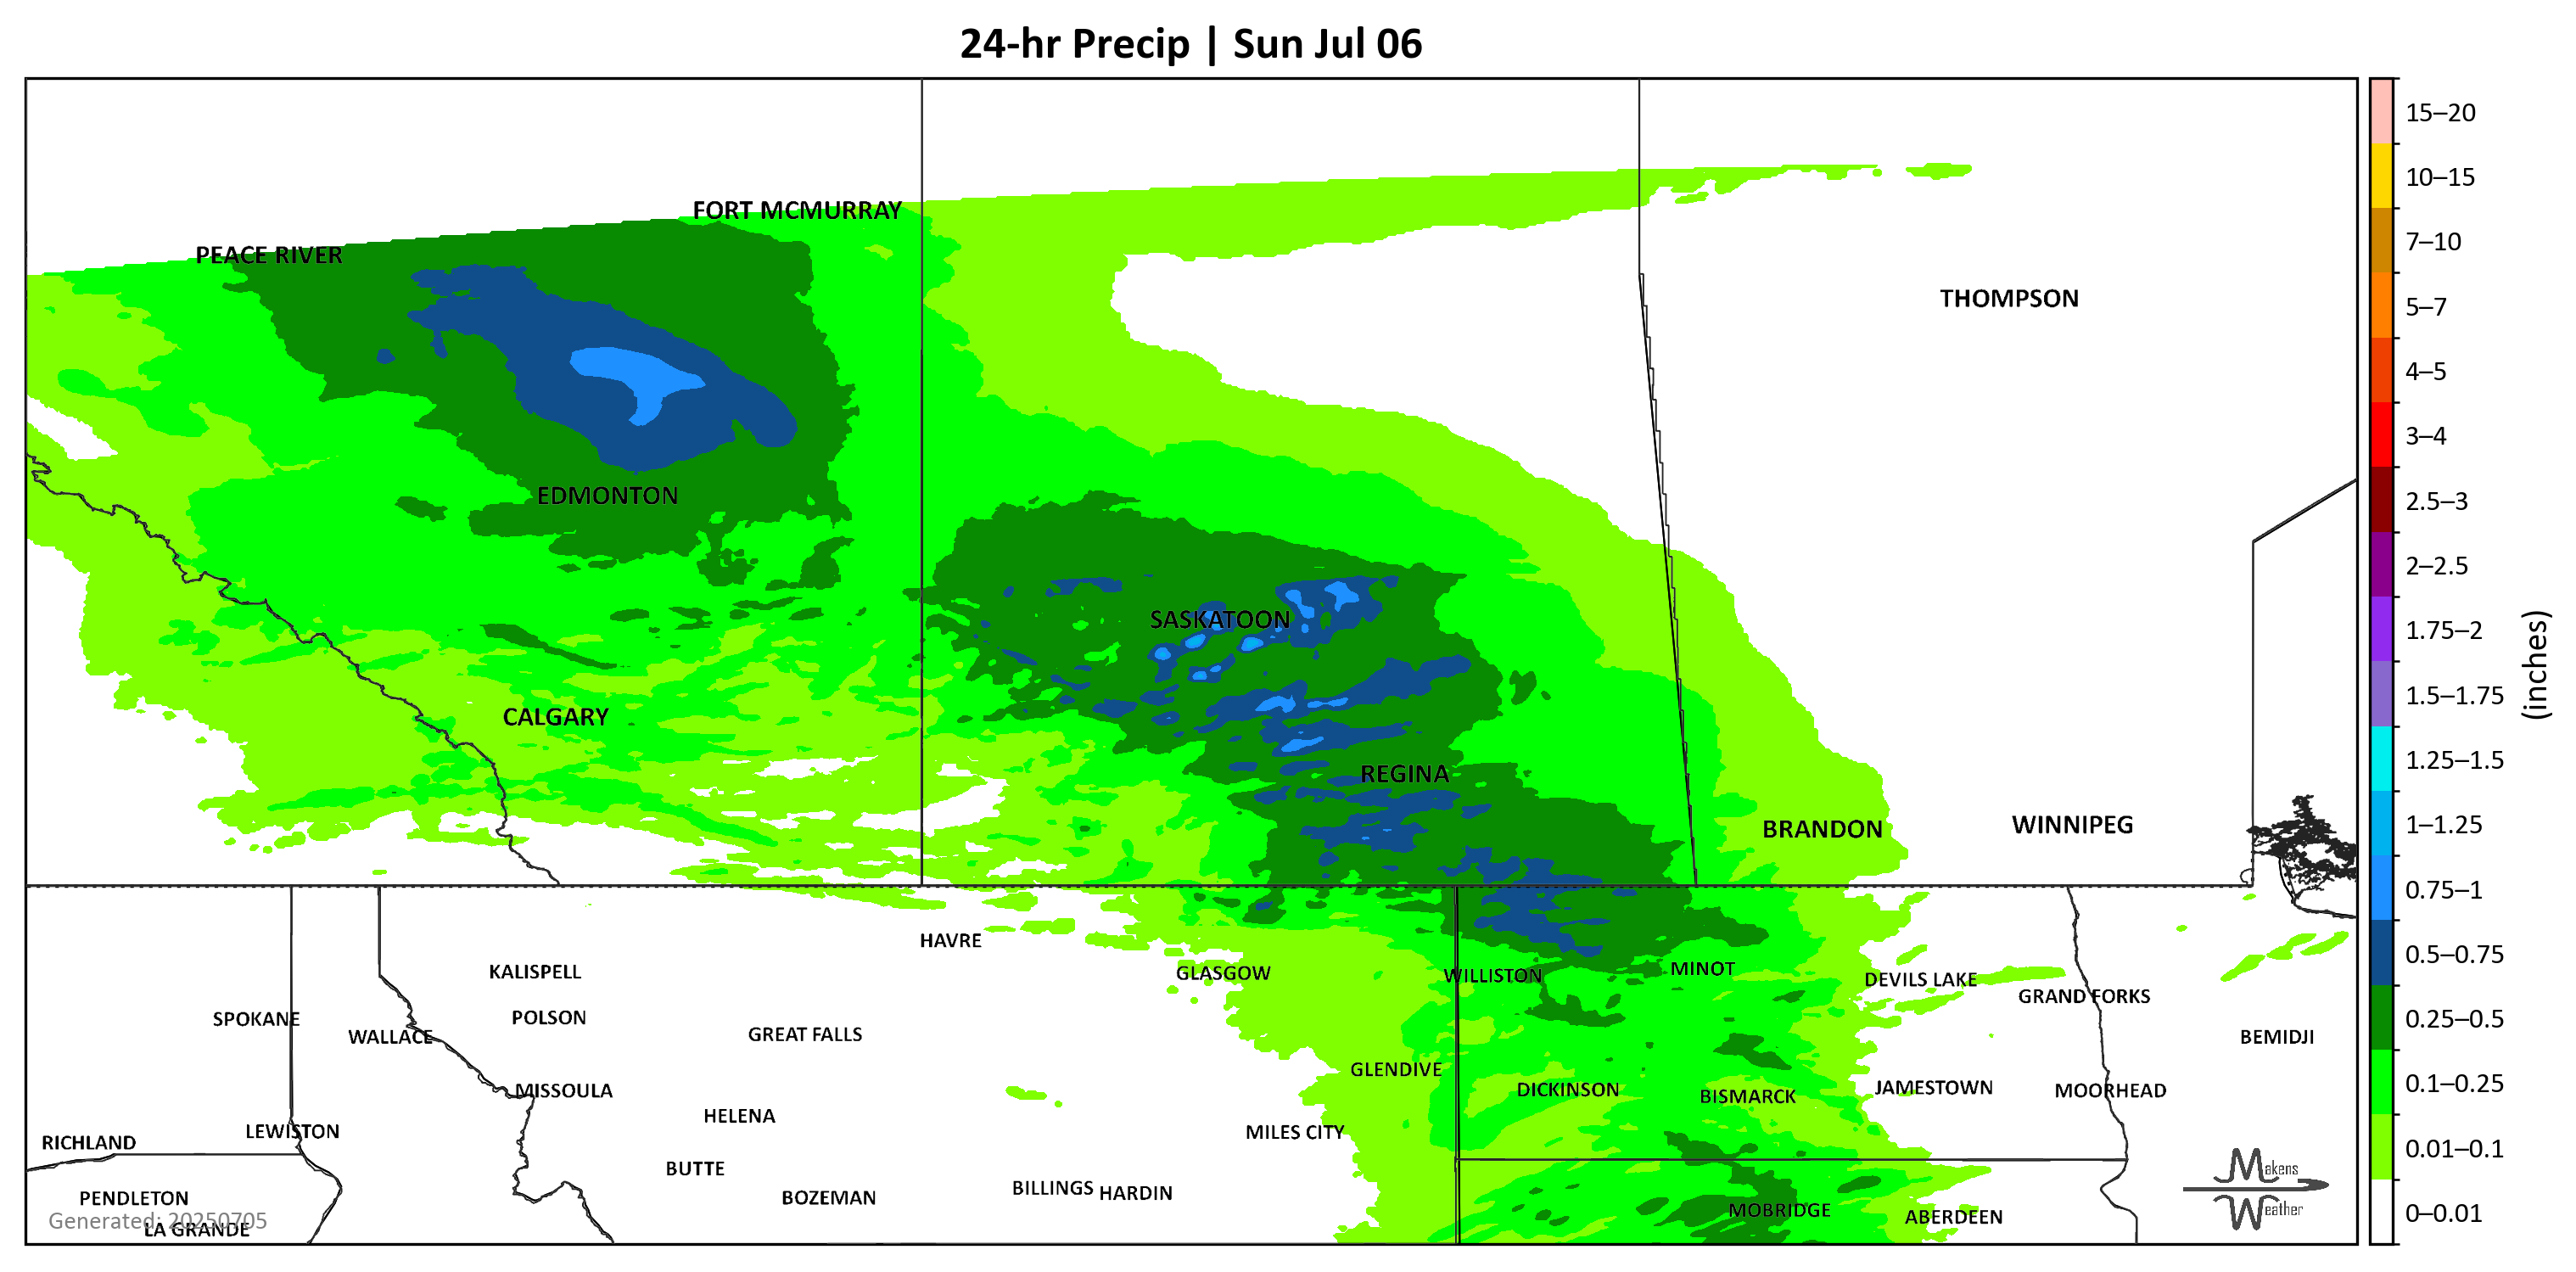 24-hr Precip | Sun Jul 06
FORT MCMURRAY
PEACE RIVER
THOMPSON
EDMONTON
SASKATOON
CALGARY
REGINA
BRANDON
WINNIPEG
HAVRE
KALISPELL
GLASGOW
WILLISTON
MINOT
DEVILS LAKE
GRAND FORKS
SPOKANE
POLSON
WALLACE
GREAT FALLS
BEMIDJI
GLENDIVE
MISSOULA
DICKINSON
BISMARCK
JAMESTOWN
MOORHEAD
HELENA
RICHLAND
LEWISTON
MILES CITY
BUTTE
PENDLETON
BOZEMAN
BILLINGS
HARDIN
MOBRIDGE
ABERDEEN
Generated: 20250705
LA GRANDE
Makens
Weather
15–20
10–15
7–10
5–7
4–5
3–4
2.5–3
2–2.5
1.75–2
1.5–1.75
1.25–1.5
1–1.25
0.75–1
0.5–0.75
0.25–0.5
0.1–0.25
0.01–0.1
0–0.01
(inches)